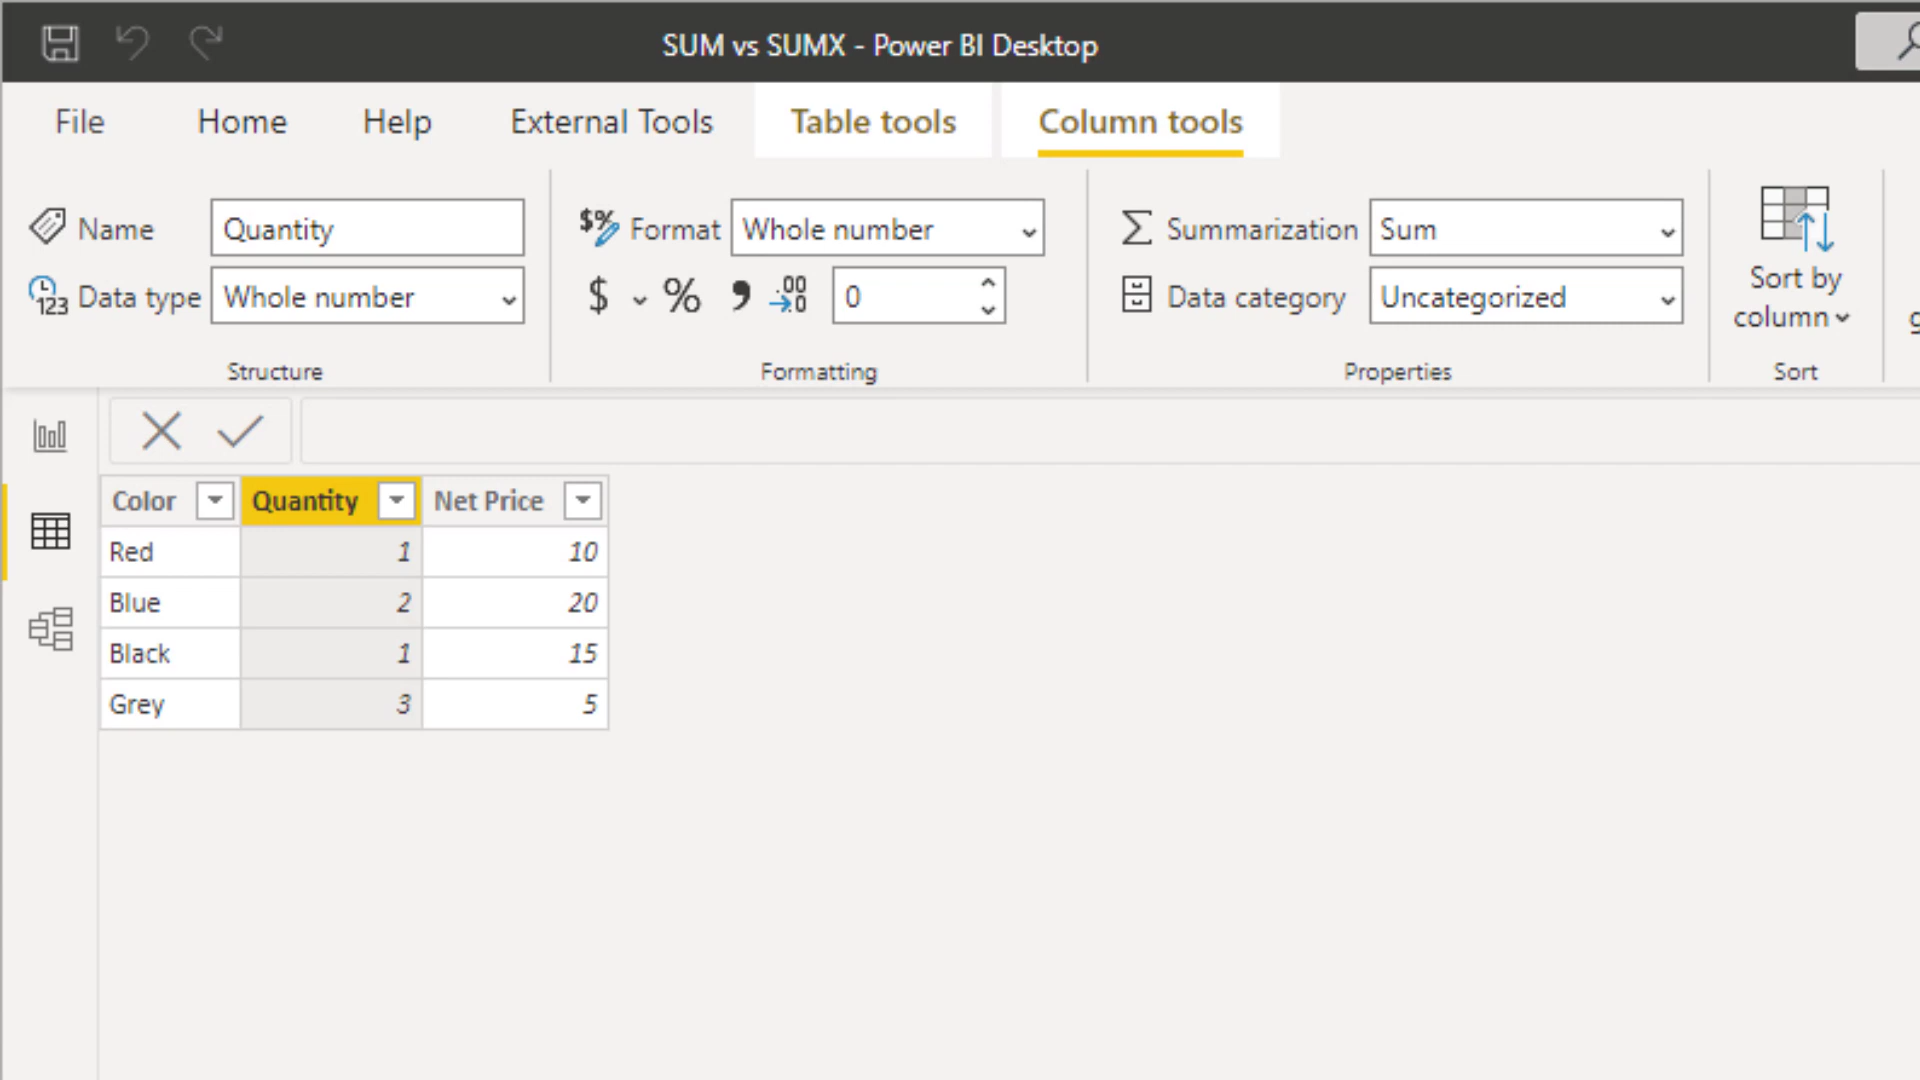 SUM vs SUMX - Power BI Desktop
File Home Help External Tools Table tools Column tools
Name Quantity
Format Whole number
Summarization Sum
Data type Whole number
$ % , .00 0
Data category Uncategorized
Sort by column
Structure Formatting Properties Sort
Color Quantity Net Price
Red 1 10
Blue 2 20
Black 1 15
Grey 3 5